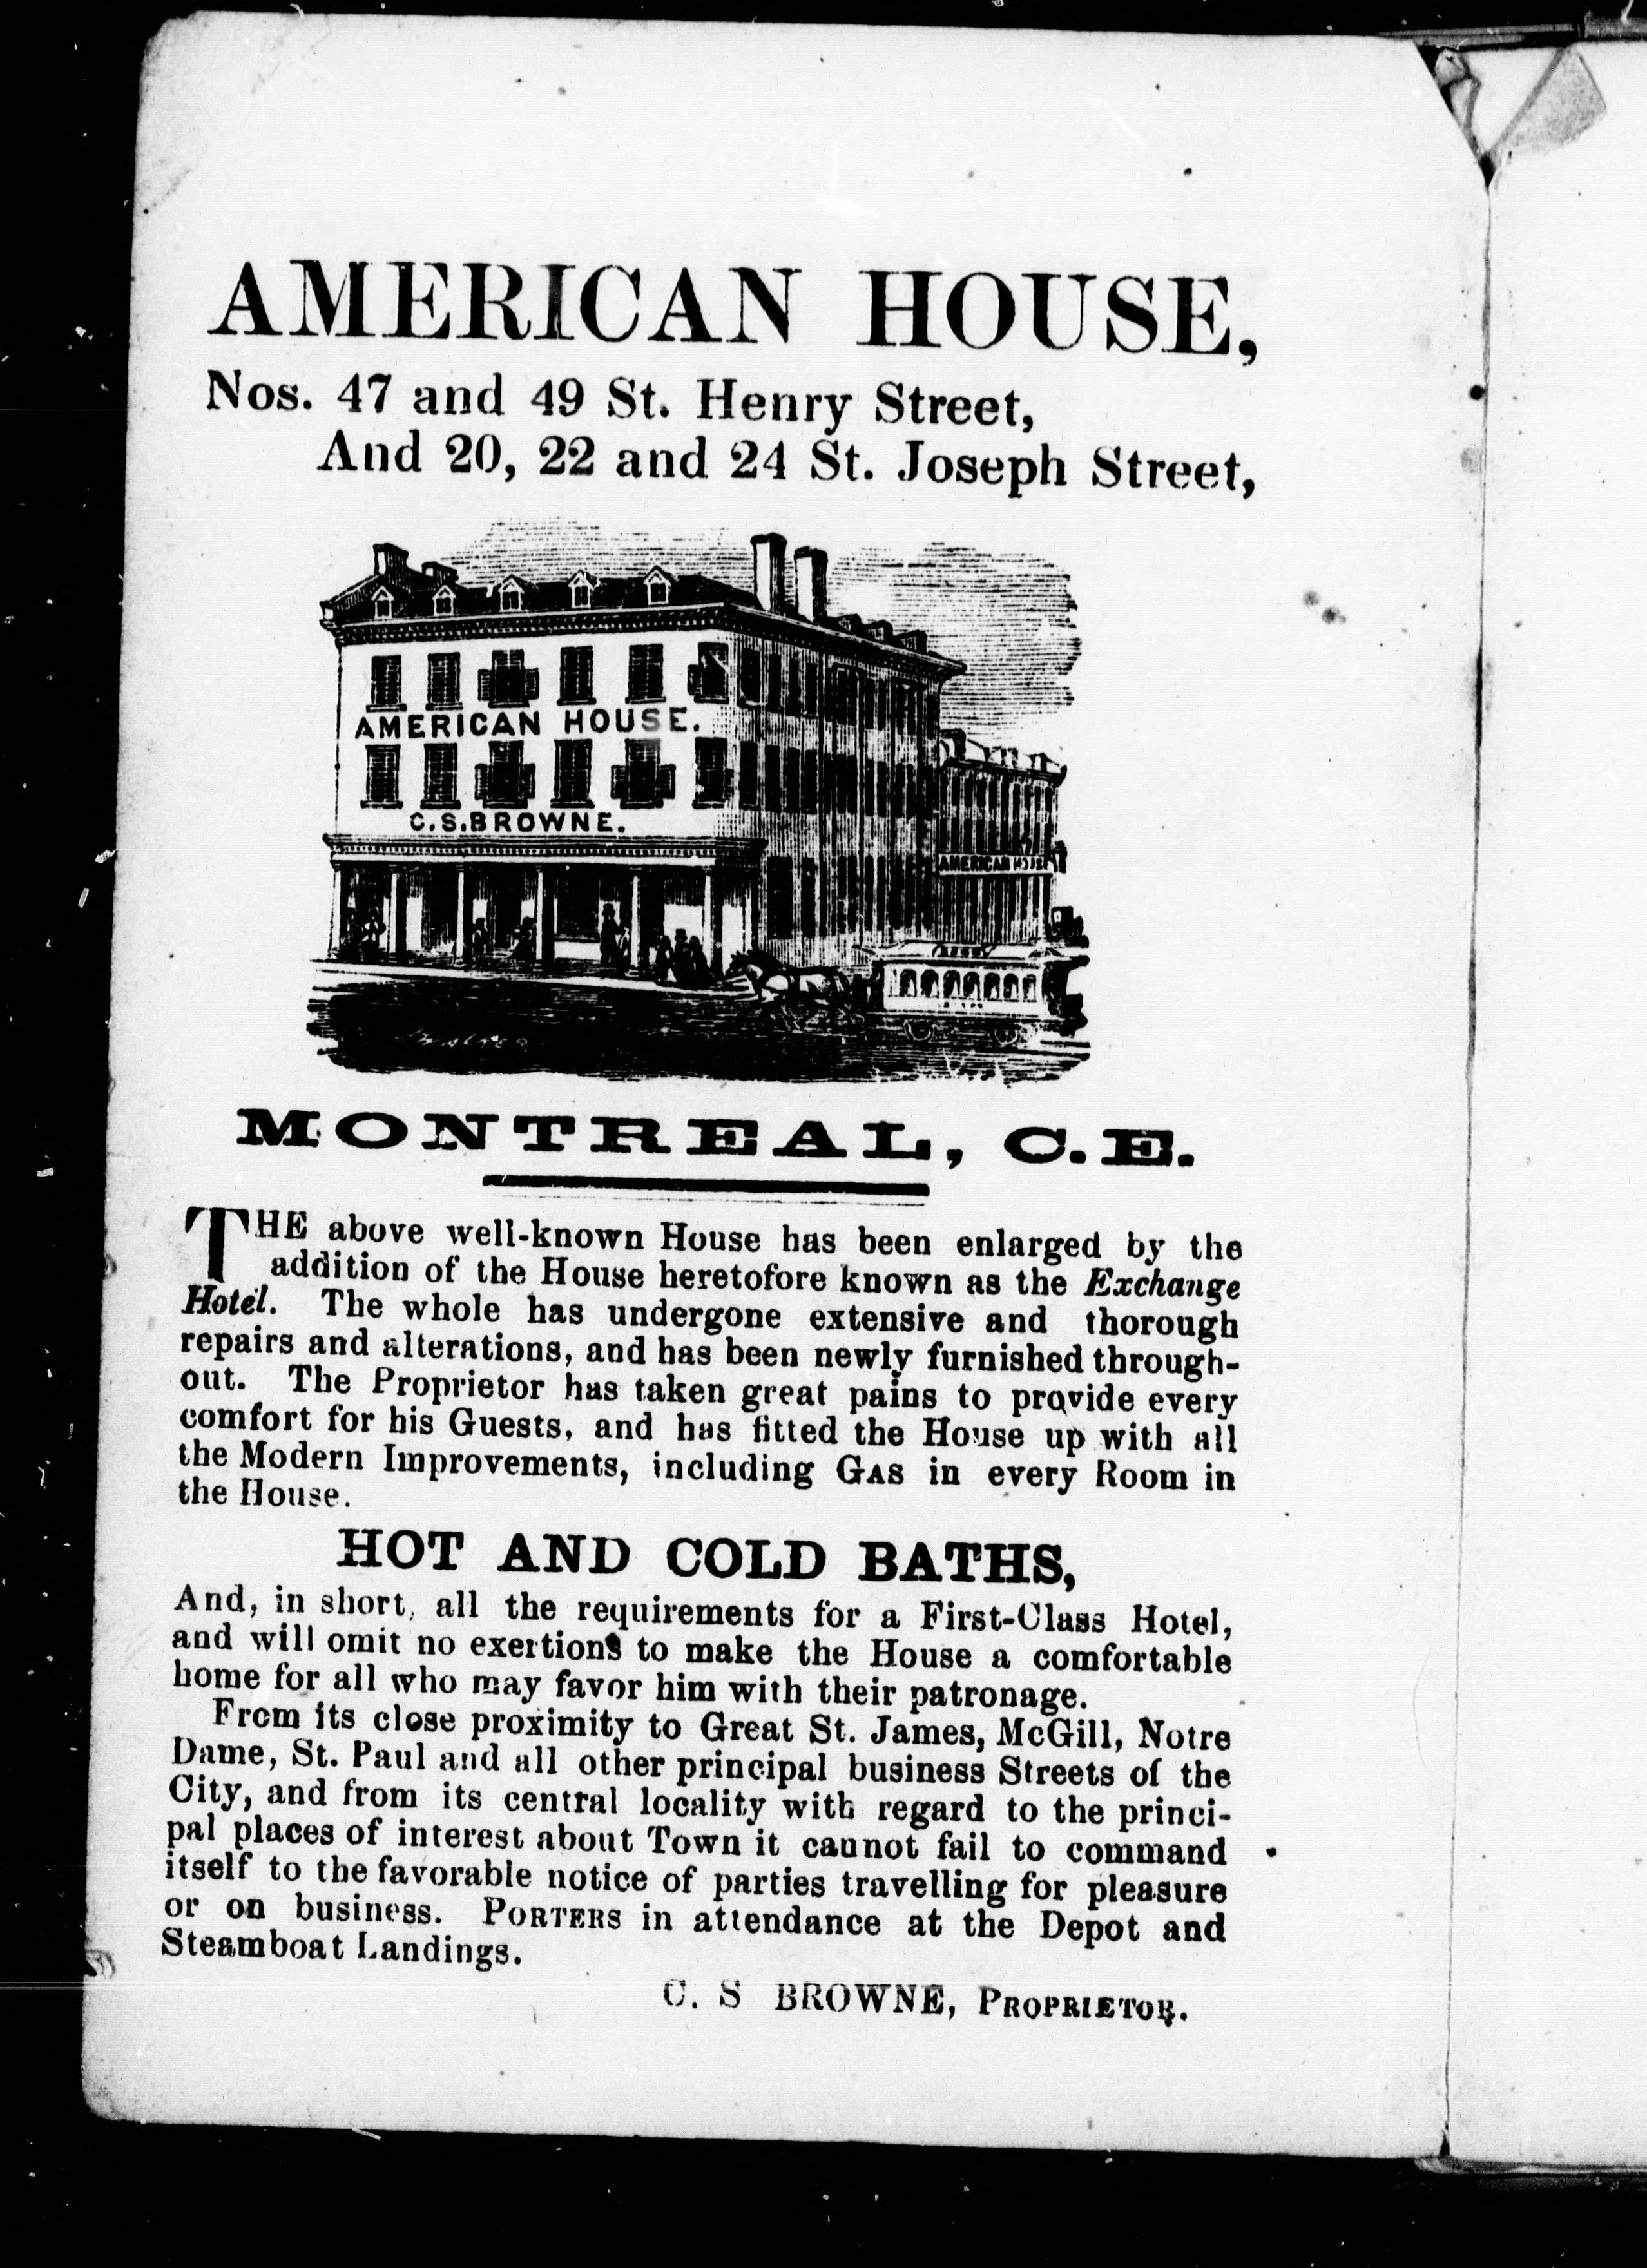 AMERICAN HOUSE,
Nos. 47 and 49 St. Henry Street,
And 20, 22 and 24 St. Joseph Street,
AMERICAN HOUSE.
C.S.BROWNE.
AMERICAN HOUSE
MONTREAL, C.E.
THE above well-known House has been enlarged by the
addition of the House heretofore known as the Exchange
Hotel. The whole has undergone extensive and thorough
repairs and alterations, and has been newly furnished through-
out. The Proprietor has taken great pains to provide every
comfort for his Guests, and has fitted the House up with all
the Modern Improvements, including GAS in every Room in
the House.
HOT AND COLD BATHS,
And, in short, all the requirements for a First-Class Hotel,
and will omit no exertions to make the House a comfortable
home for all who may favor him with their patronage.
From its close proximity to Great St. James, McGill, Notre
Dame, St. Paul and all other principal business Streets of the
City, and from its central locality with regard to the princi-
pal places of interest about Town it cannot fail to command
itself to the favorable notice of parties travelling for pleasure
or on business. PORTERS in attendance at the Depot and
Steamboat Landings.
C. S BROWNE, PROPRIETOR.